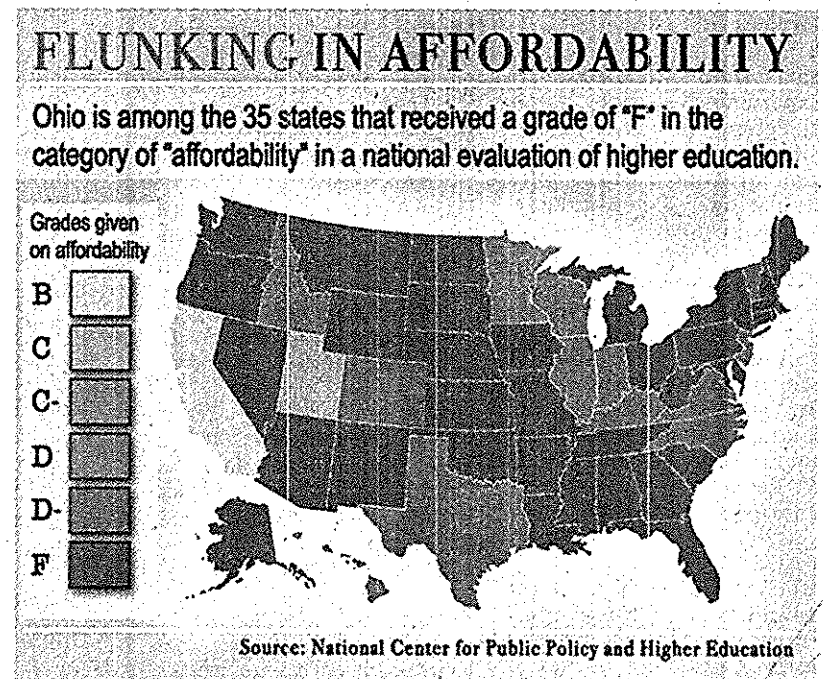 FLUNKING IN AFFORDABILITY
Ohio is among the 35 states that received a grade of "F" in the
category of "affordability" in a national evaluation of higher education.
Grades given
on affordability
B
C
C-
D
D-
F
Source: National Center for Public Policy and Higher Education